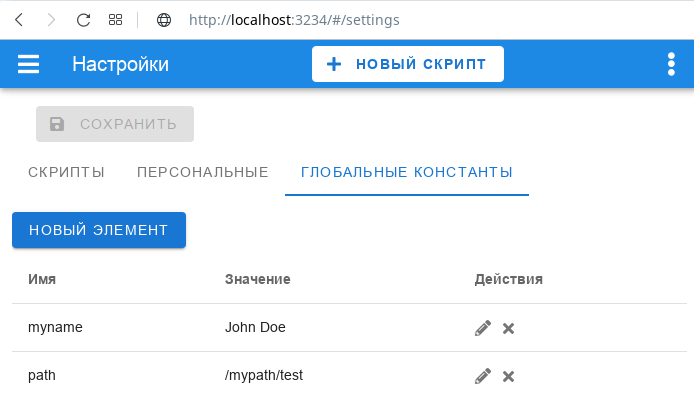 http://localhost:3234/#/settings
Настройки
НОВЫЙ СКРИПТ
СОХРАНИТЬ
СКРИПТЫ ПЕРСОНАЛЬНЫЕ ГЛОБАЛЬНЫЕ КОНСТАНТЫ
НОВЫЙ ЭЛЕМЕНТ
Имя Значение Действия
myname John Doe
path /mypath/test